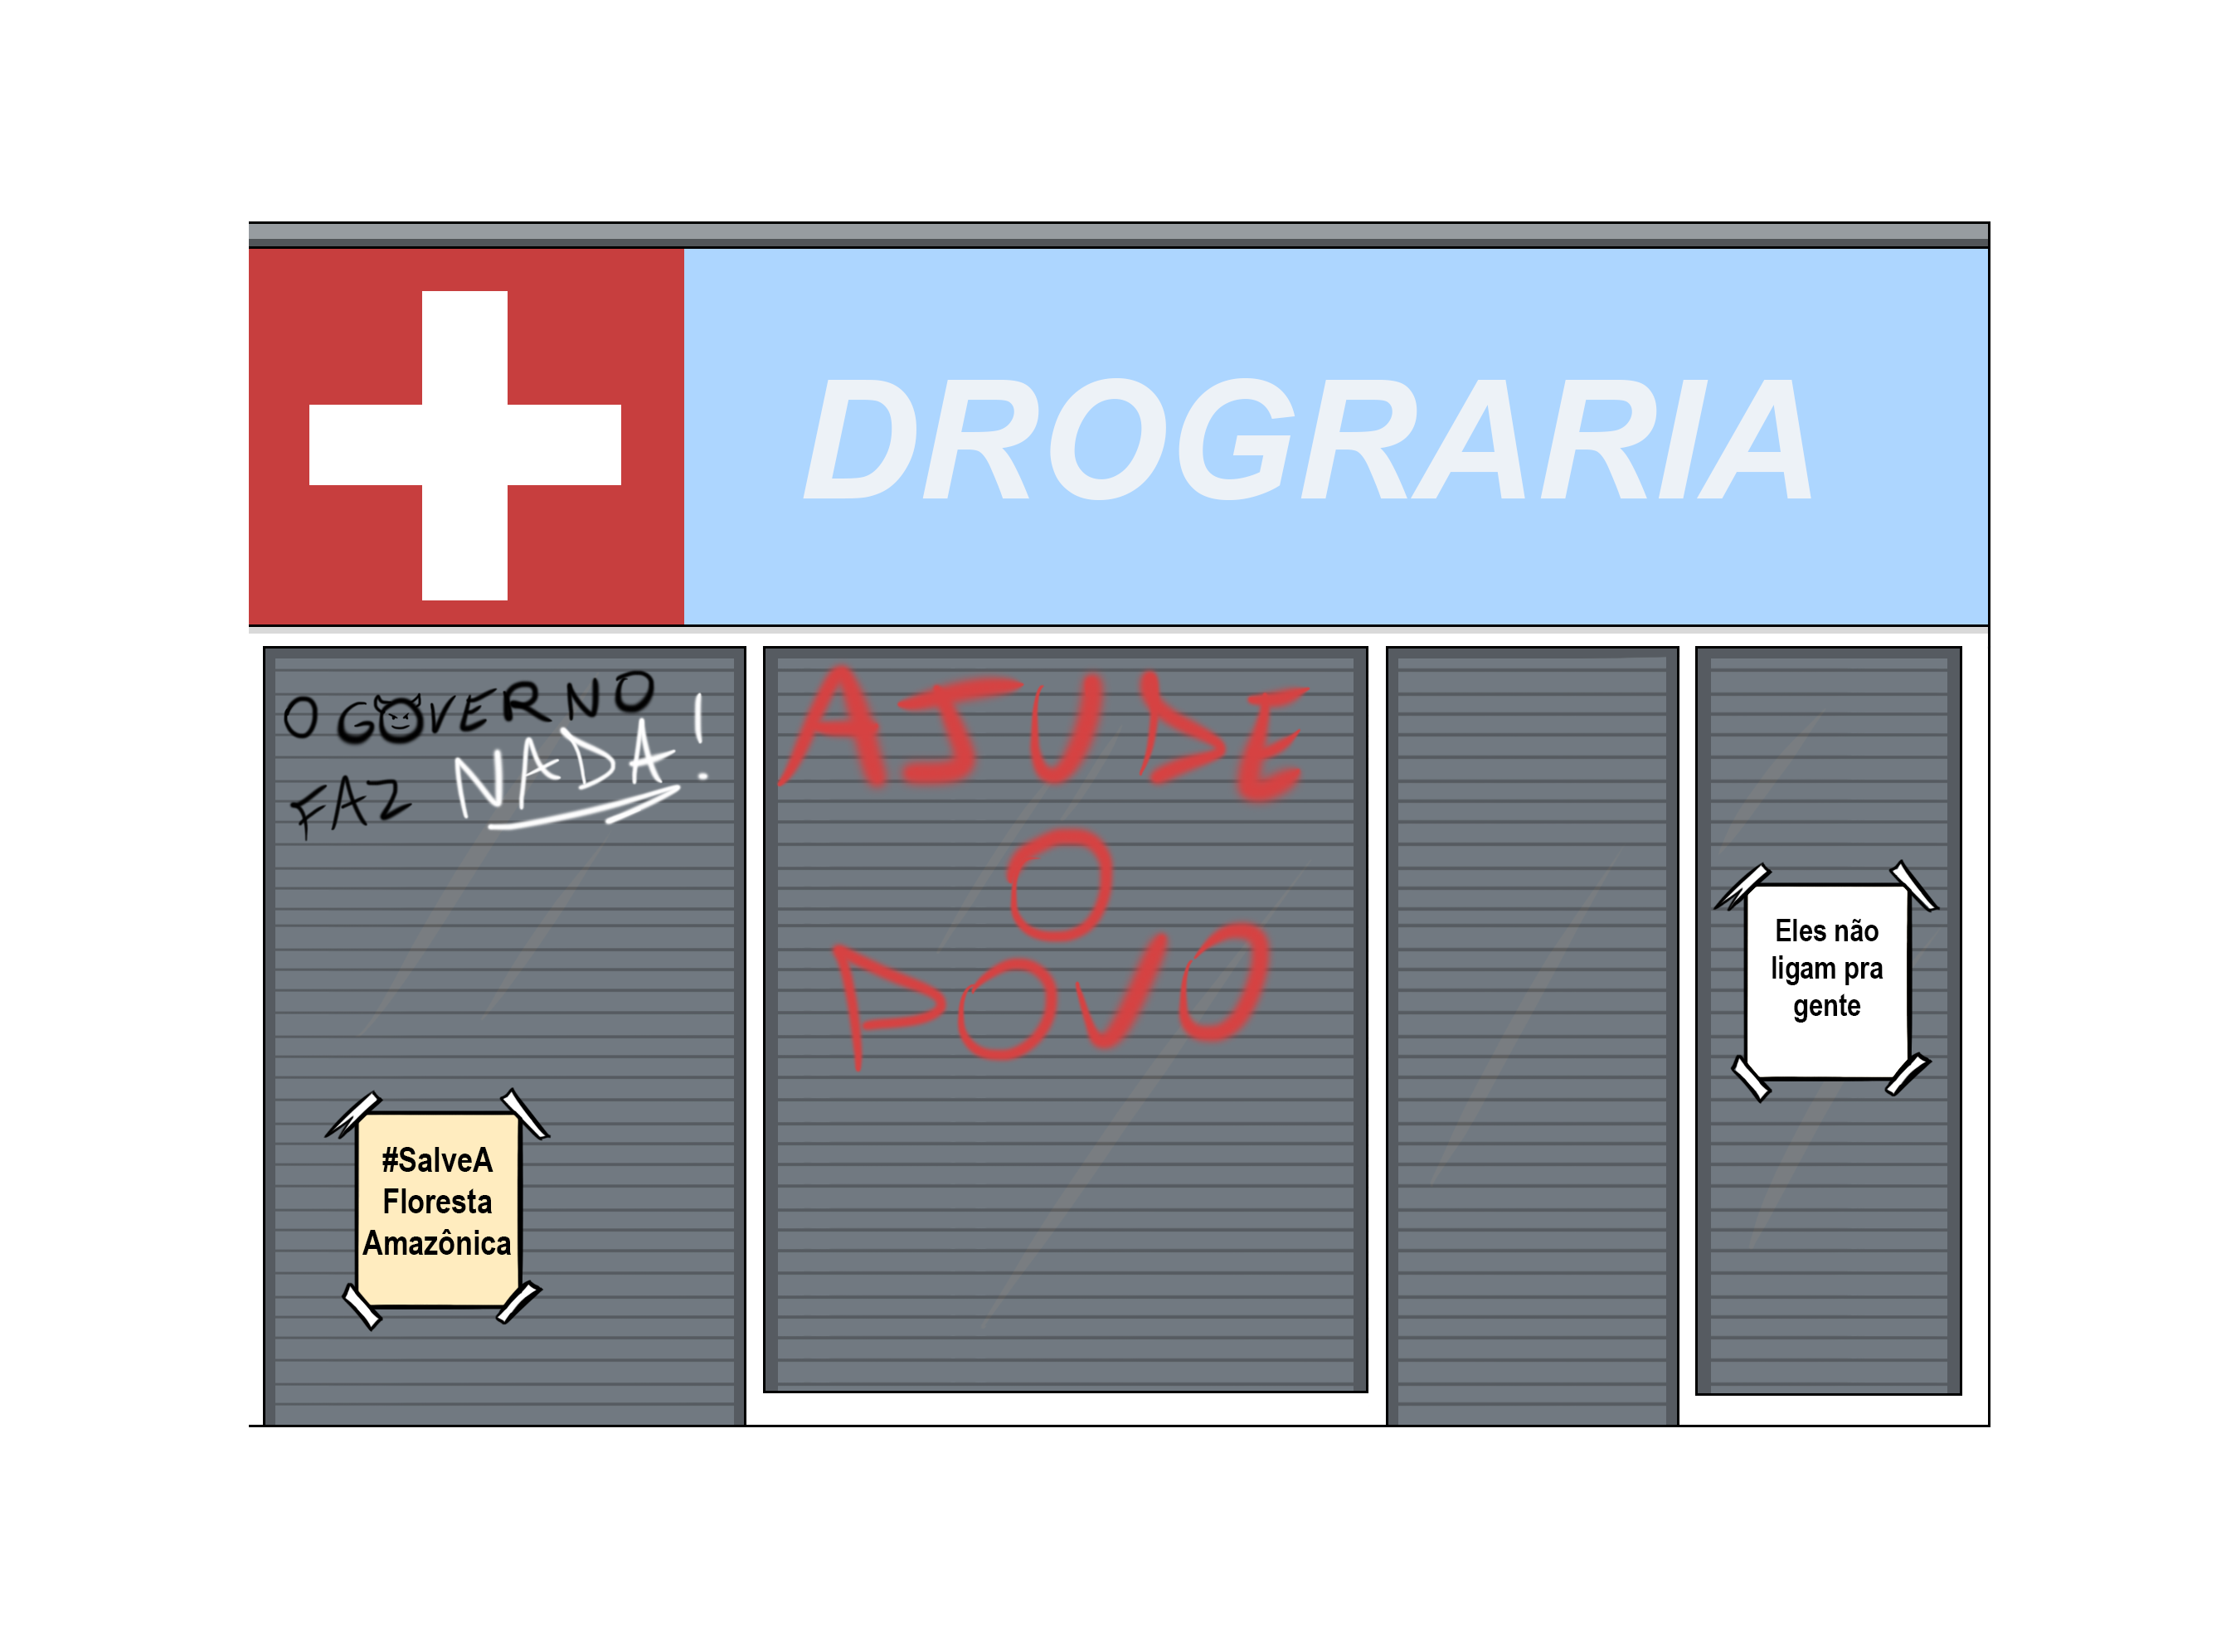 DROGRARIA
O GOVERNO
FAZ NADA!
AJUDE
O
POVO
Eles não
ligam pra
gente
#SalveA
Floresta
Amazônica